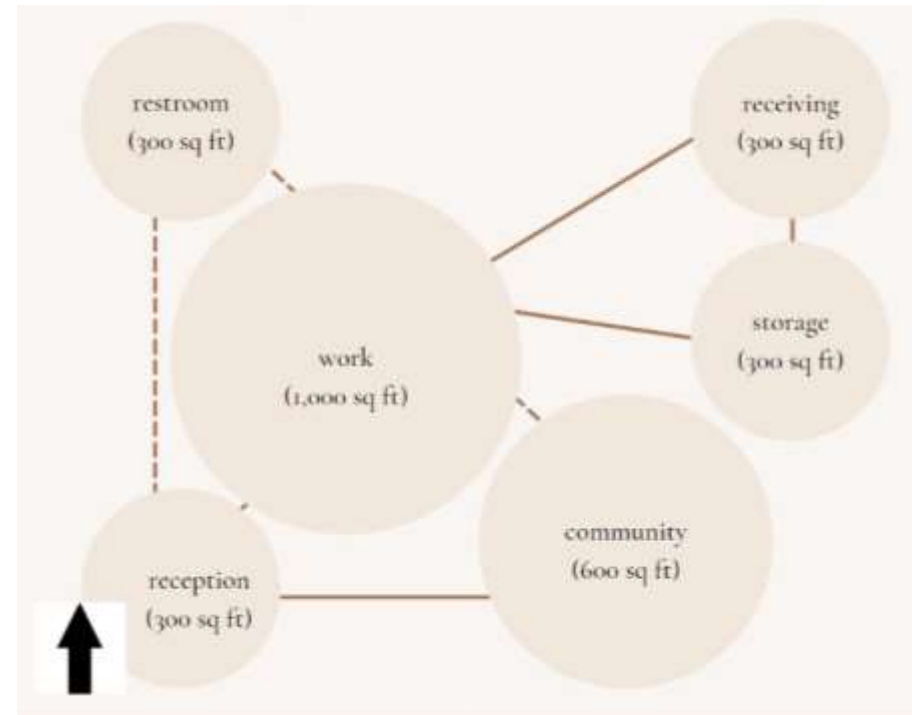 restroom
(300 sq ft)
receiving
(300 sq ft)
storage
(300 sq ft)
work
(1,000 sq ft)
community
(600 sq ft)
reception
(300 sq ft)